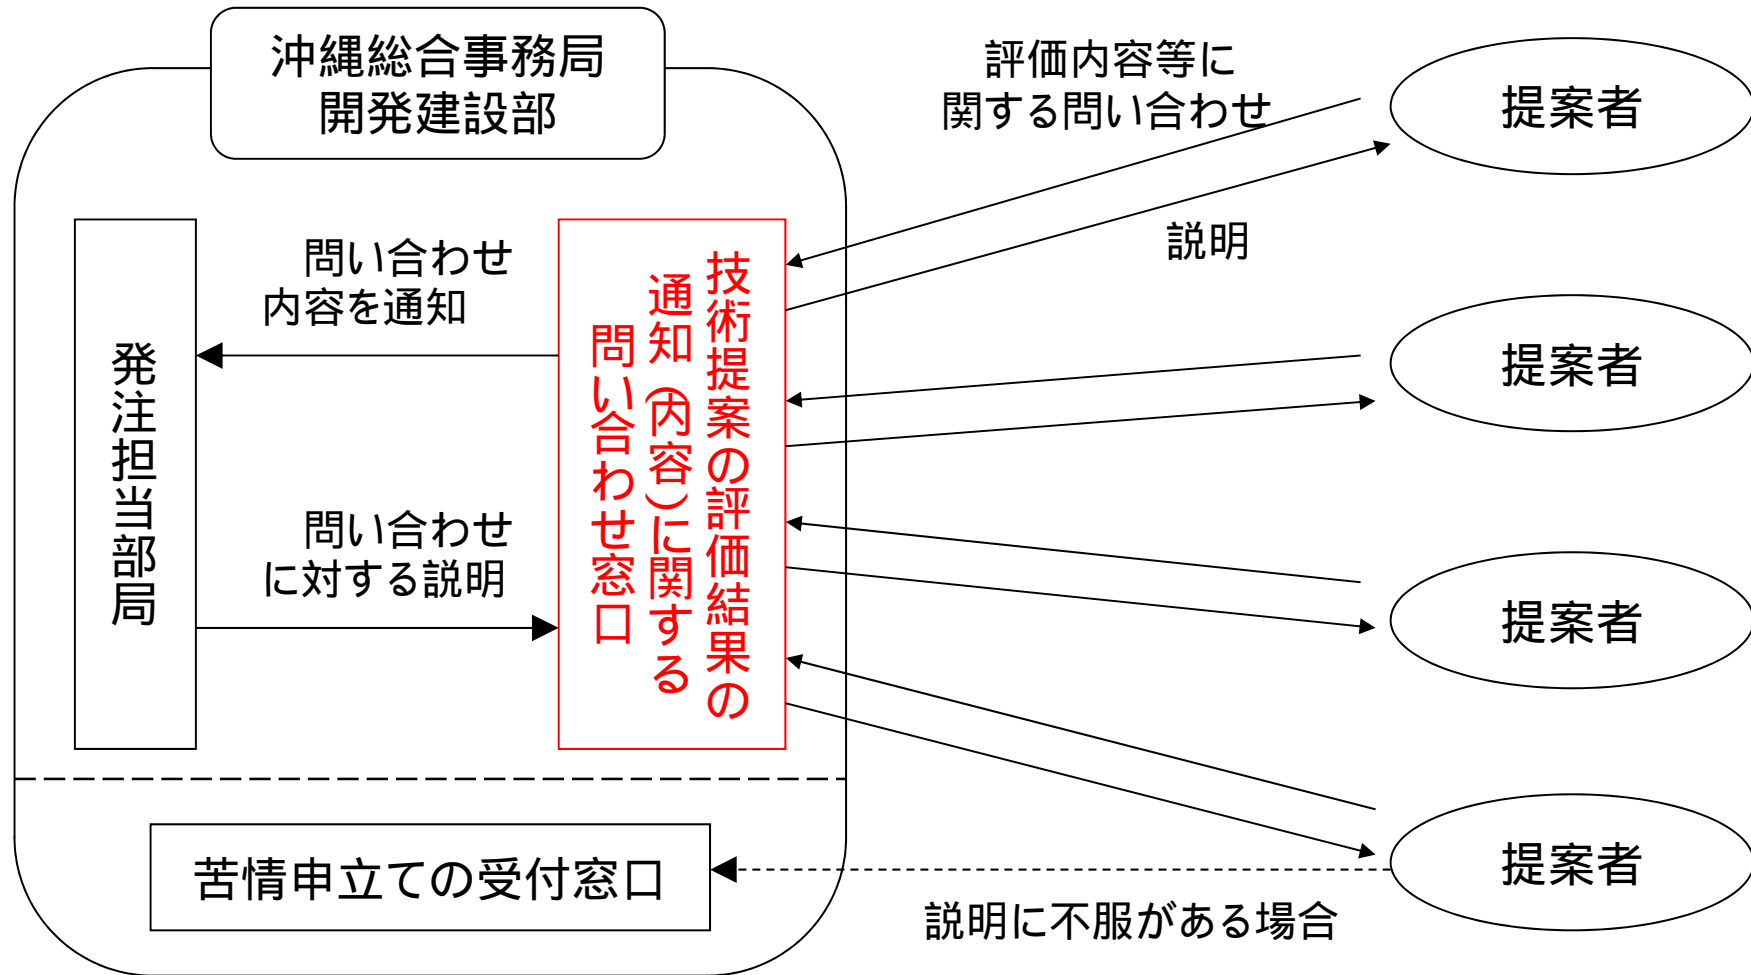 沖縄総合事務局
開発建設部
評価内容等に
関する問い合わせ
説明
提案者
提案者
提案者
提案者
問い合わせ
内容を通知
問い合わせ
に対する説明
発注担当部局
技術提案の評価結果の
通知（内容）に関する
問い合わせ窓口
苦情申立ての受付窓口
説明に不服がある場合